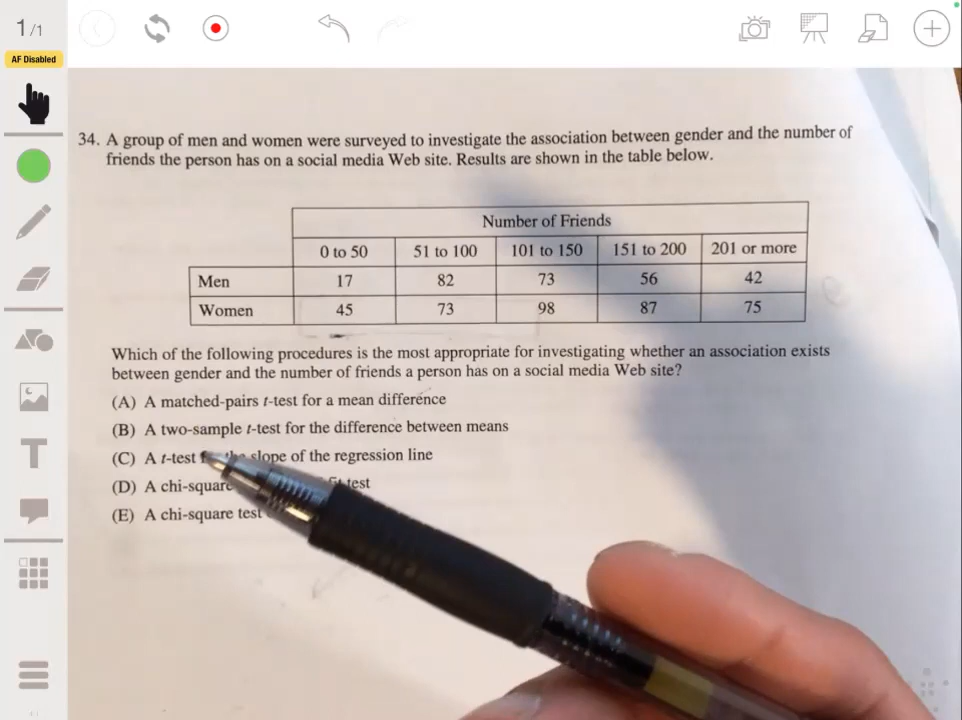 1/1
AF Disabled
34. A group of men and women were surveyed to investigate the association between gender and the number of
friends the person has on a social media Web site. Results are shown in the table below.
Number of Friends
0 to 50 51 to 100 101 to 150 151 to 200 201 or more
Men 17 82 73 56 42
Women 45 73 98 87 75
Which of the following procedures is the most appropriate for investigating whether an association exists
between gender and the number of friends a person has on a social media Web site?
(A) A matched-pairs t-test for a mean difference
(B) A two-sample t-test for the difference between means
(C) A t-test slope of the regression line
(D) A chi-square test
(E) A chi-square test
T